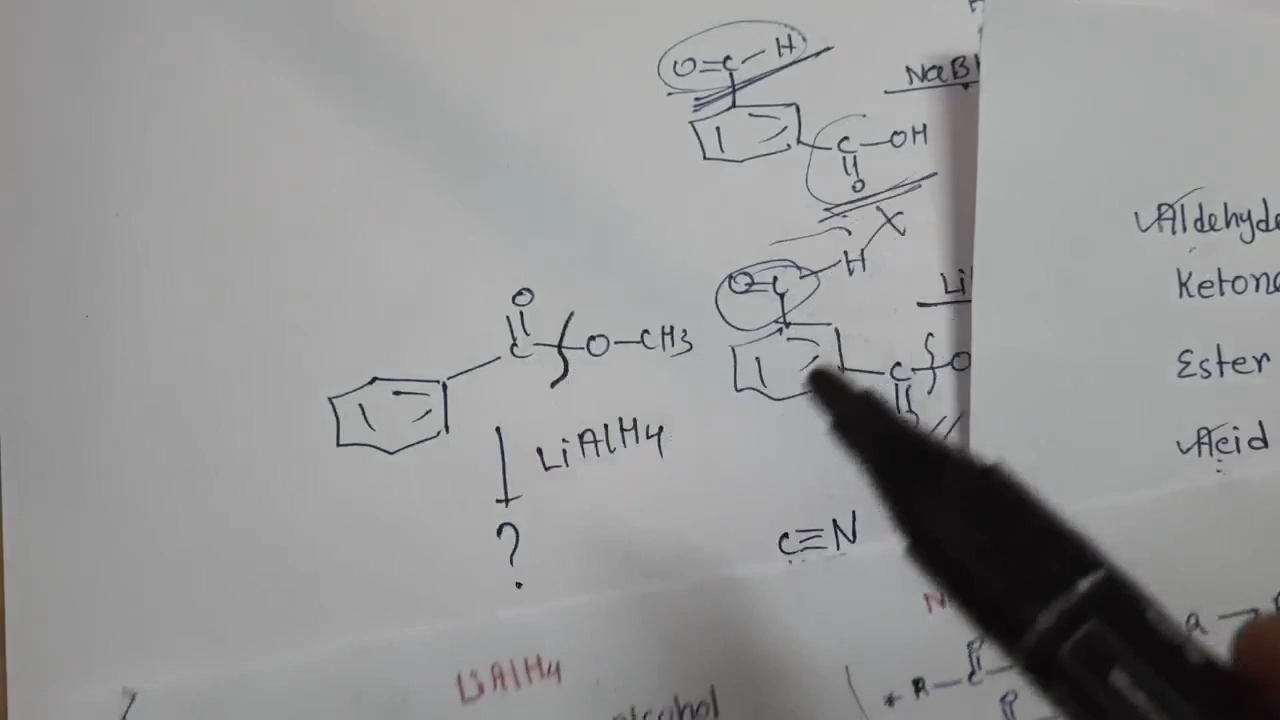 O=C-H
NaB
C-OH
O
H X
O=C
Li
O
C-O-CH3
C-O
LiAlH4
?
C≡N
Aldehyde
Ketone
Ester
Acid
LiAlH4
alcohol
* R-C
O
O
a →